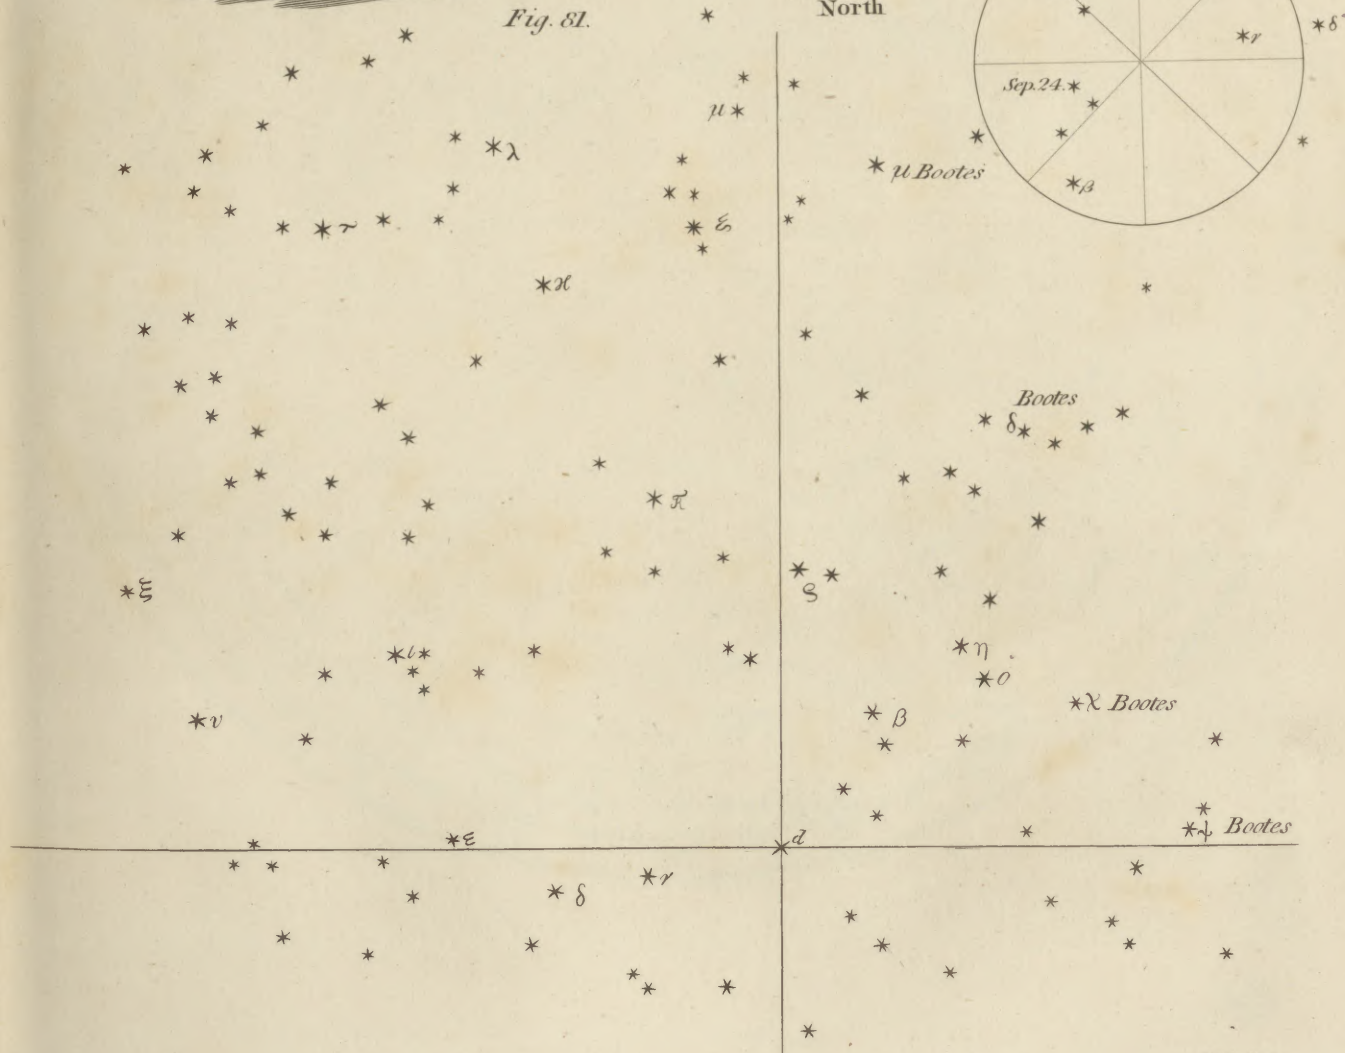 Fig. 81.
North
δ
r
Sep. 24.
μ
λ
μ Bootes
β
τ
ϰ
Bootes
δ
π
ξ
η
ι
ο
χ Bootes
β
υ
ψ Bootes
d
ε
γ
δ